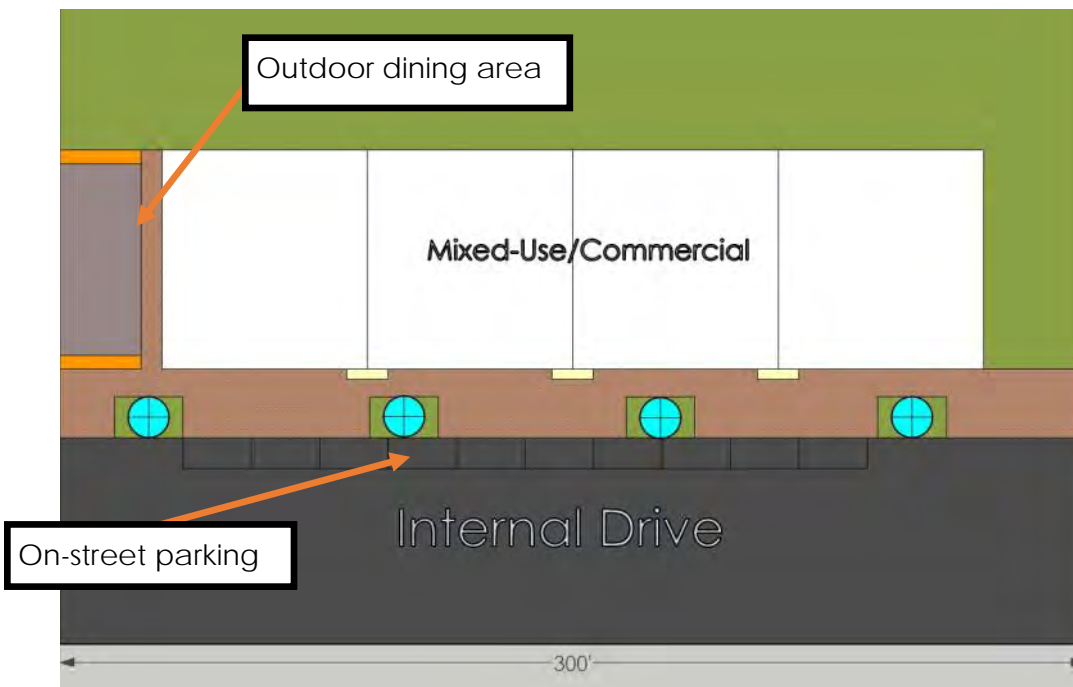 Outdoor dining area
Mixed-Use/Commercial
Internal Drive
On-street parking
300'